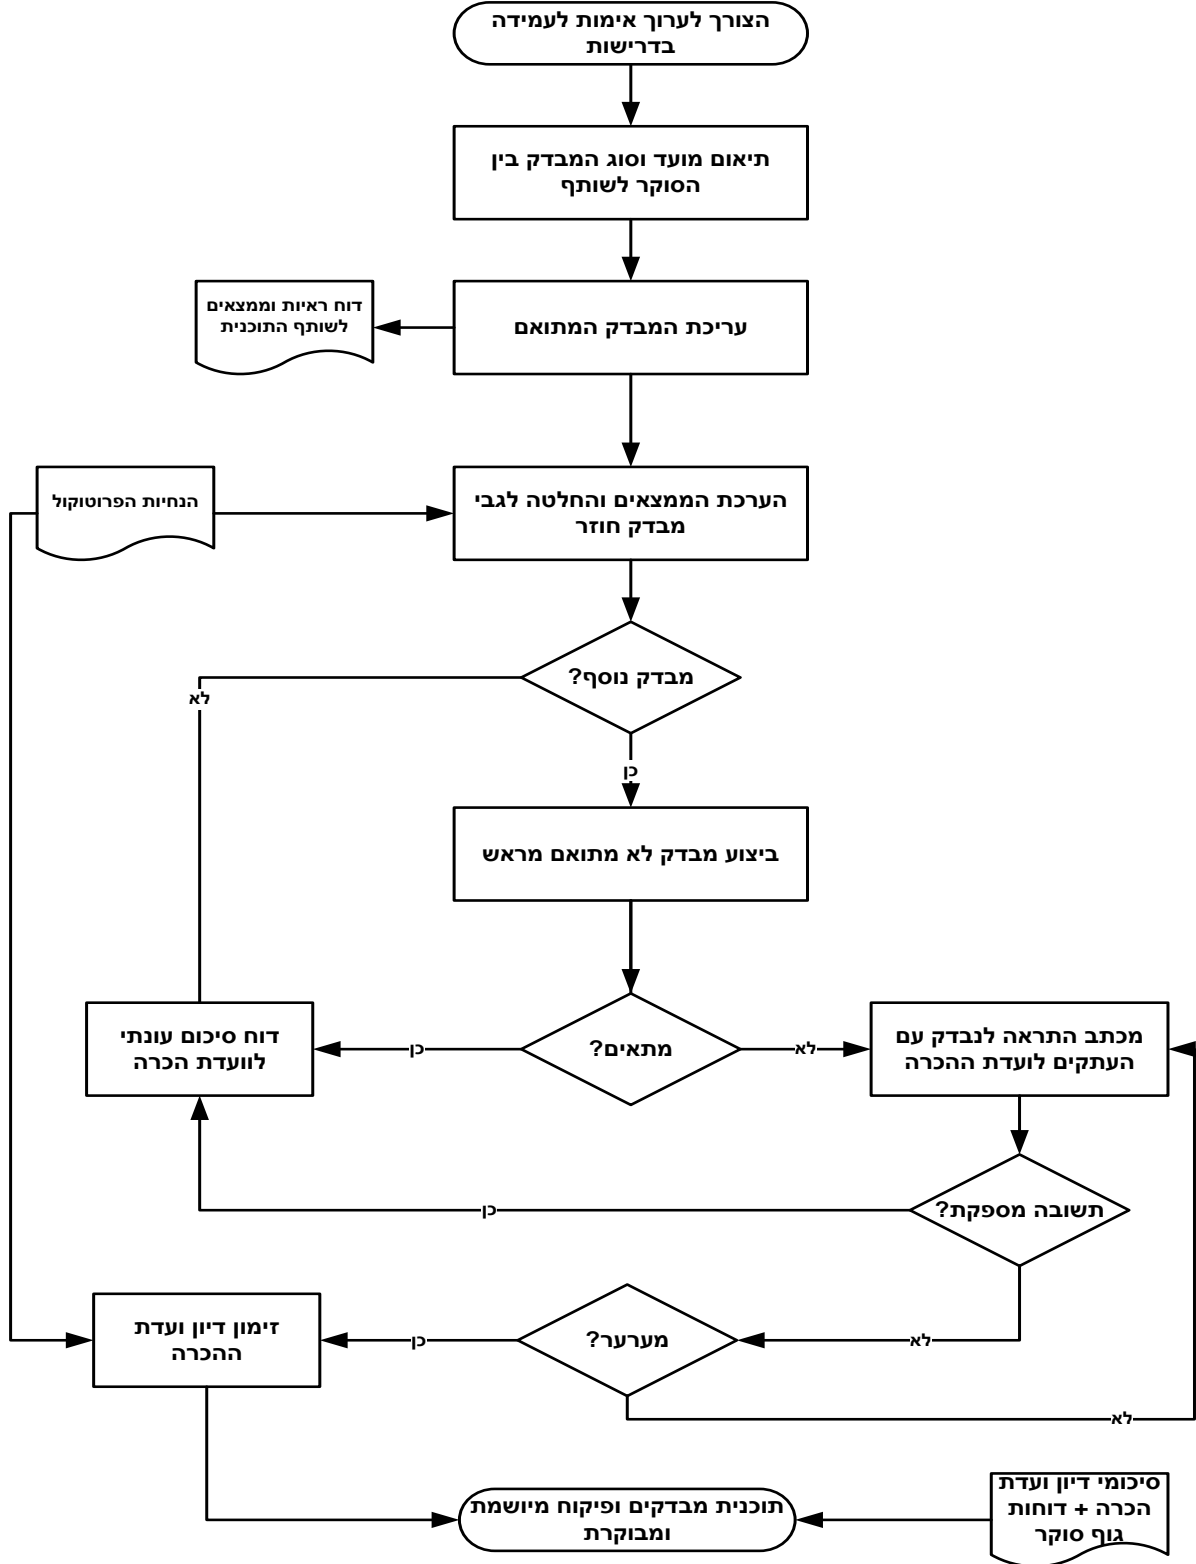 הצורך לערוך אימות לעמידה
בדרישות
תיאום מועד וסוג המבדק בין
הסוקר לשותף
עריכת המבדק המתואם
דוח ראיות וממצאים
לשותף התוכנית
הנחיות הפרוטוקול
הערכת הממצאים והחלטה לגבי
מבדק חוזר
מבדק נוסף?
לא
כן
ביצוע מבדק לא מתואם מראש
מתאים?
כן
לא
דוח סיכום עונתי
לוועדת הכרה
מכתב התראה לנבדק עם
העתקים לועדת ההכרה
תשובה מספקת?
כן
לא
מערער?
כן
לא
זימון דיון ועדת
ההכרה
תוכנית מבדקים ופיקוח מיושמת
ומבוקרת
סיכומי דיון ועדת
הכרה + דוחות
גוף סוקר